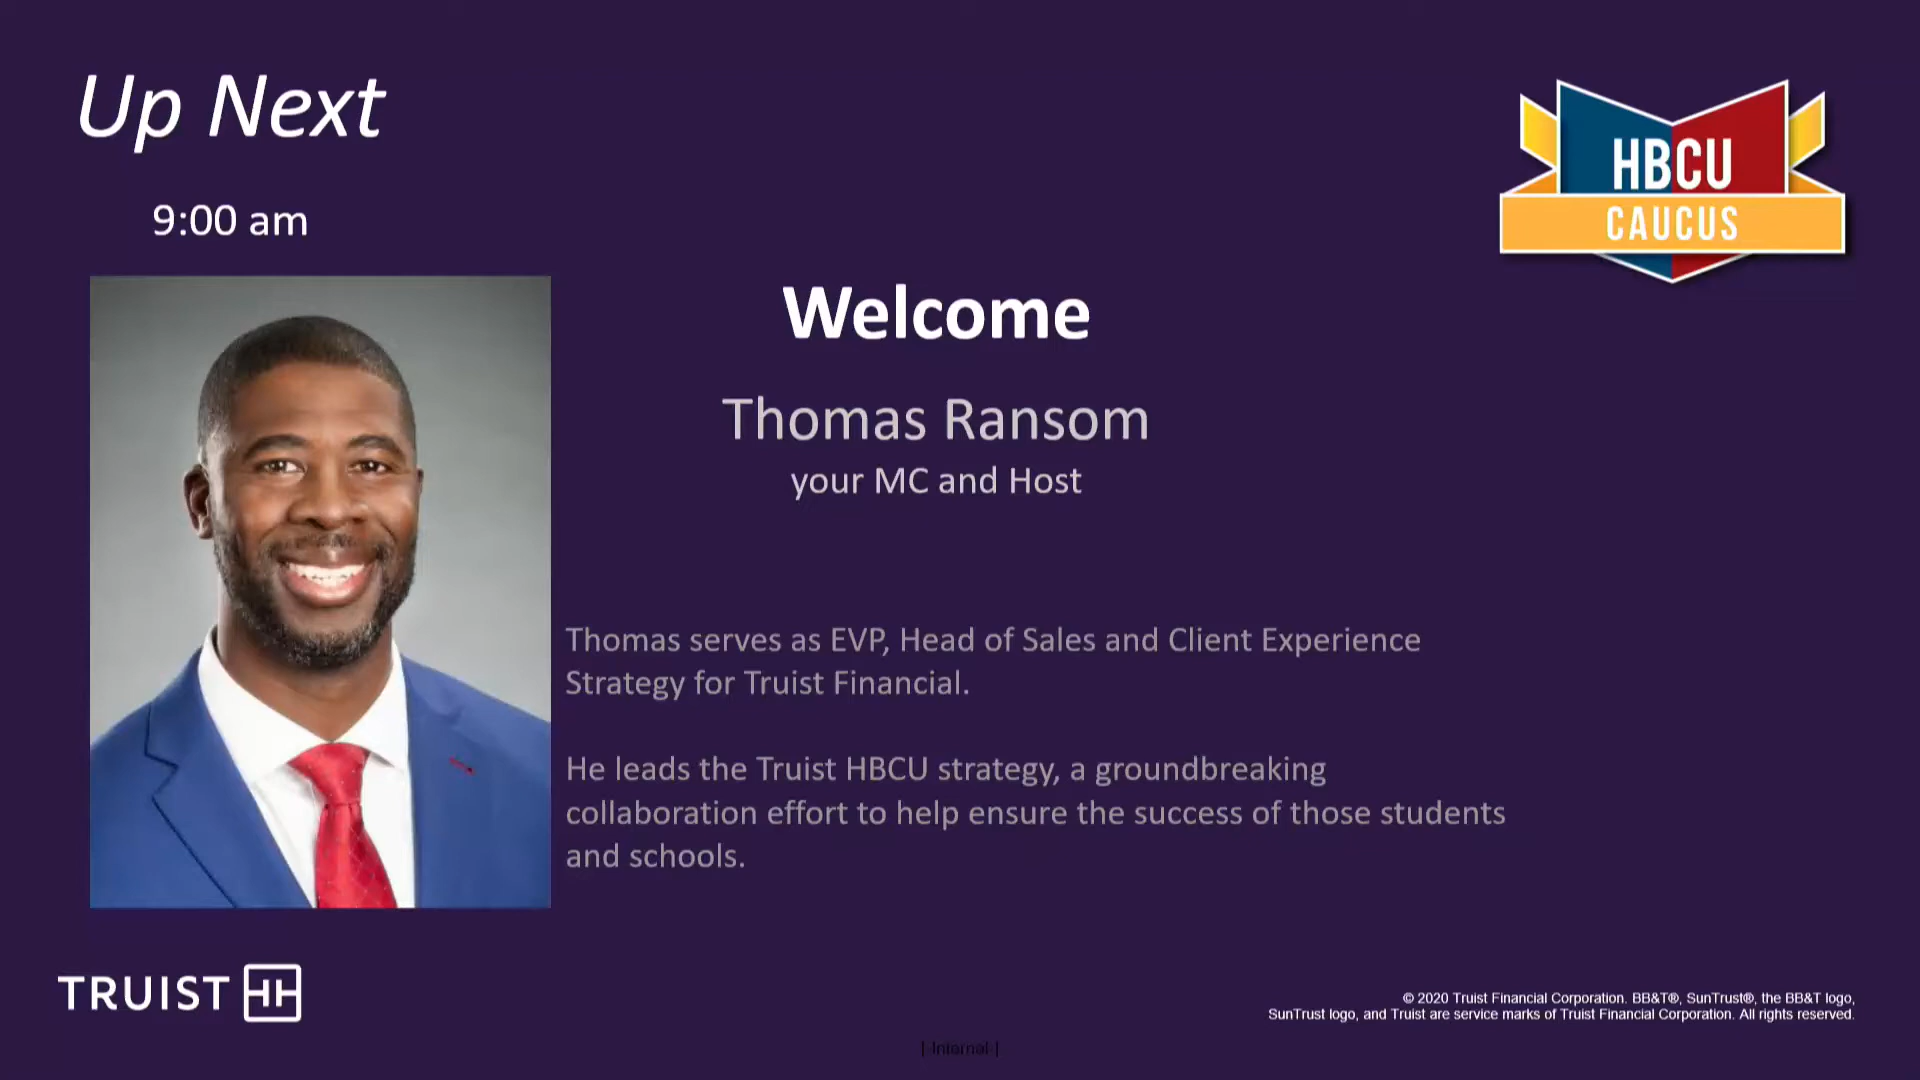 Up Next
9:00 am
HBCU
CAUCUS
Welcome
Thomas Ransom
your MC and Host
Thomas serves as EVP, Head of Sales and Client Experience
Strategy for Truist Financial.
He leads the Truist HBCU strategy, a groundbreaking
collaboration effort to help ensure the success of those students
and schools.
TRUIST
© 2020 Truist Financial Corporation. BB&T®, SunTrust®, the BB&T logo,
SunTrust logo, and Truist are service marks of Truist Financial Corporation. All rights reserved.
| Internal |